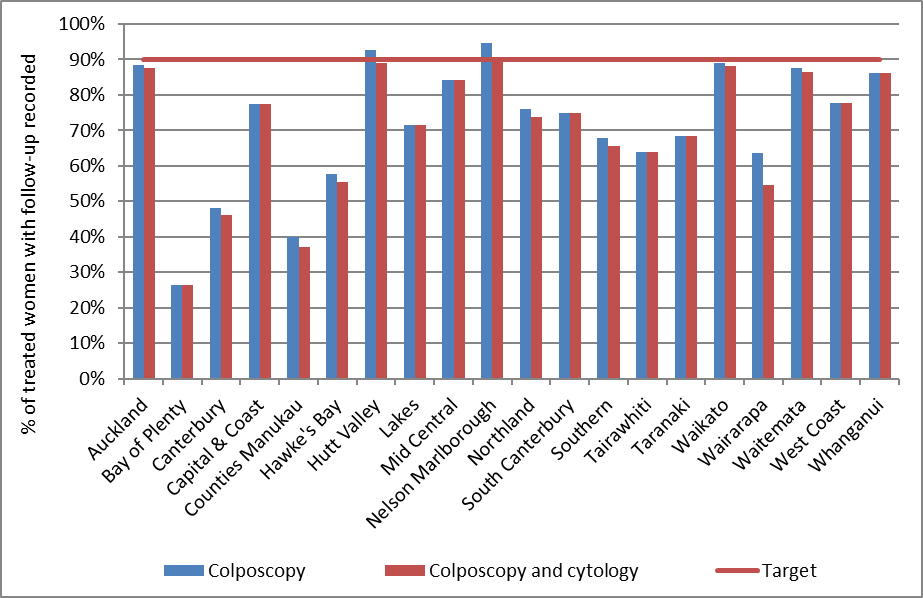 100%
90%
80%
70%
60%
50%
40%
30%
20%
10%
0%
% of treated women with follow-up recorded
Auckland
Bay of Plenty
Canterbury
Capital & Coast
Counties Manukau
Hawke's Bay
Hutt Valley
Lakes
Mid Central
Nelson Marlborough
Northland
South Canterbury
Southern
Tairawhiti
Taranaki
Waikato
Wairarapa
Waitemata
West Coast
Whanganui
Colposcopy
Colposcopy and cytology
Target